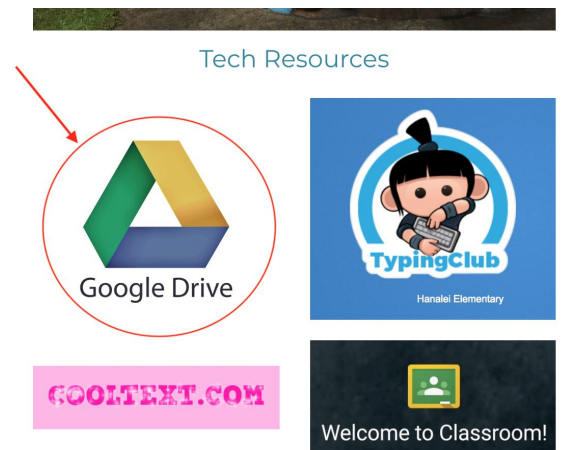 Tech Resources
Google Drive
TypingClub
Hanalei Elementary
COOLTEXT.COM
Welcome to Classroom!